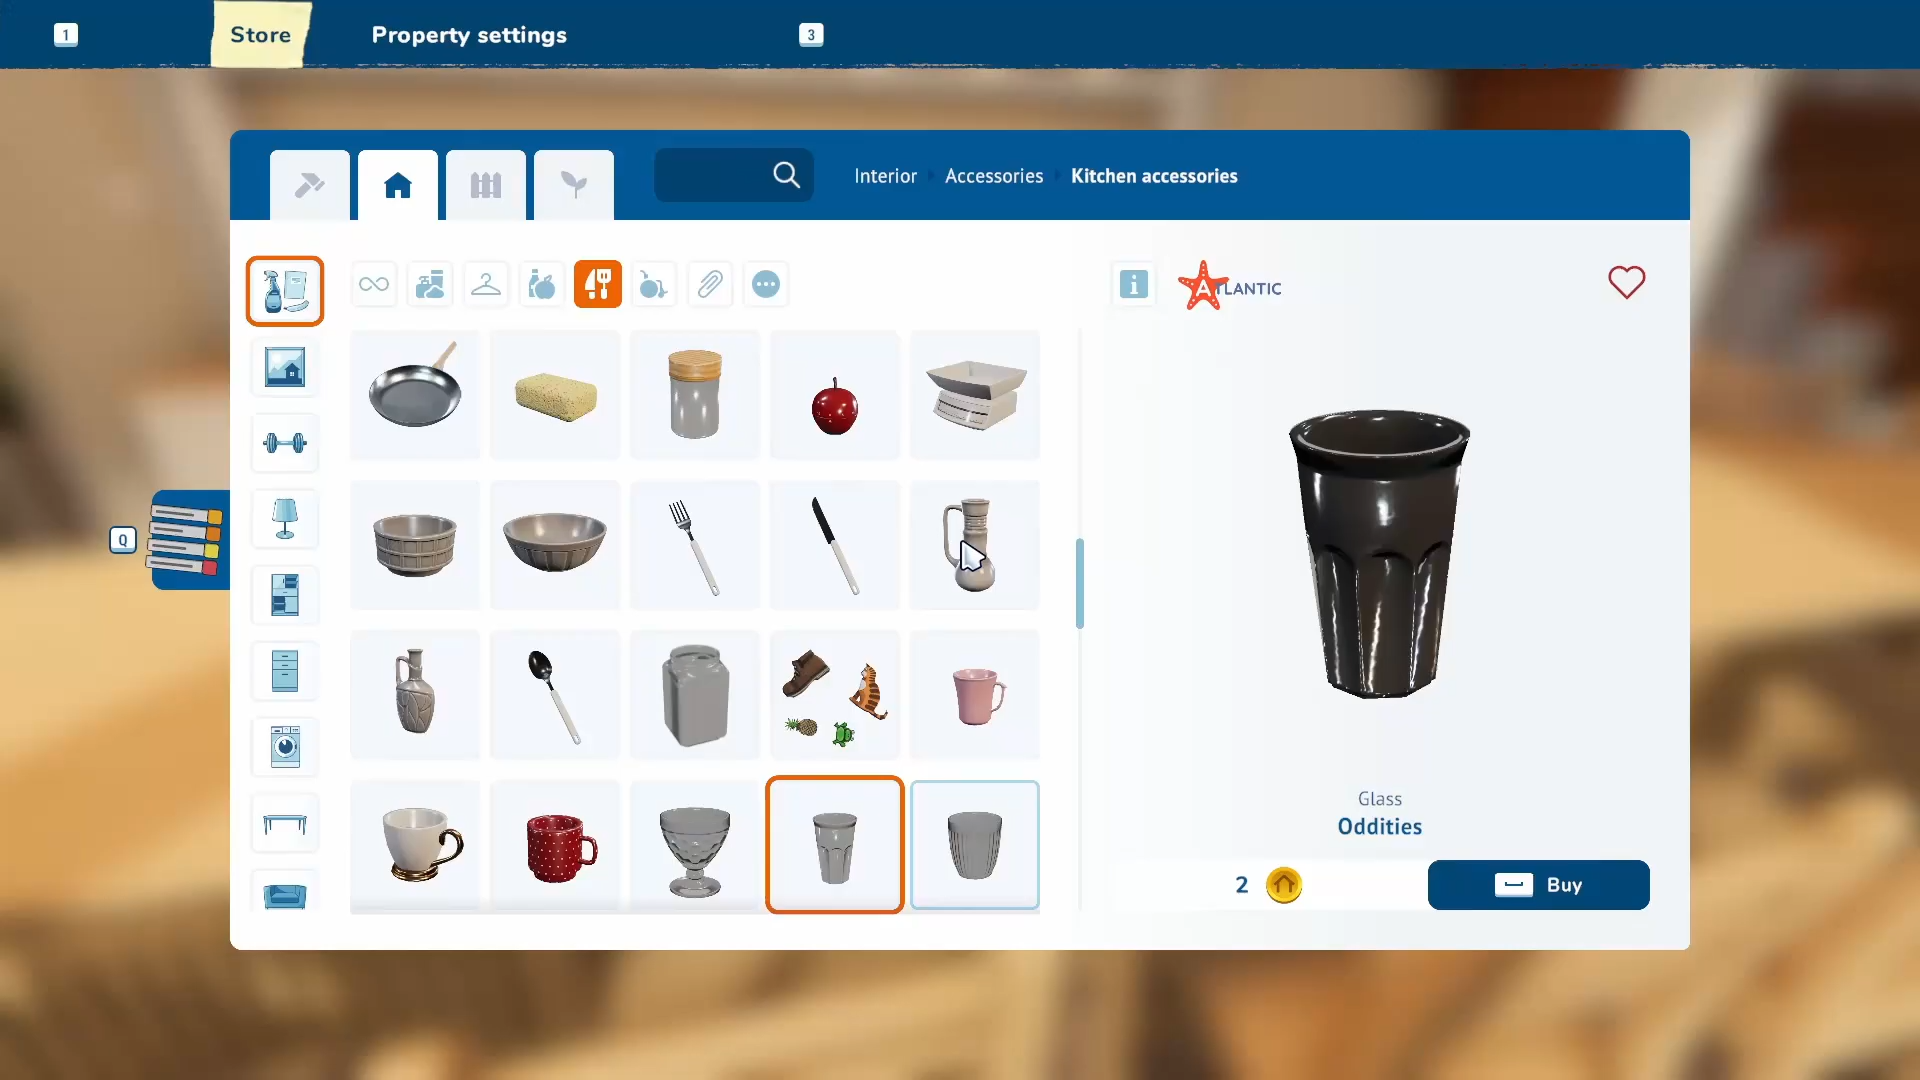 1
Store
Property settings
3
Interior
Accessories
Kitchen accessories
i
ATLANTIC
Q
Glass
Oddities
2
Buy